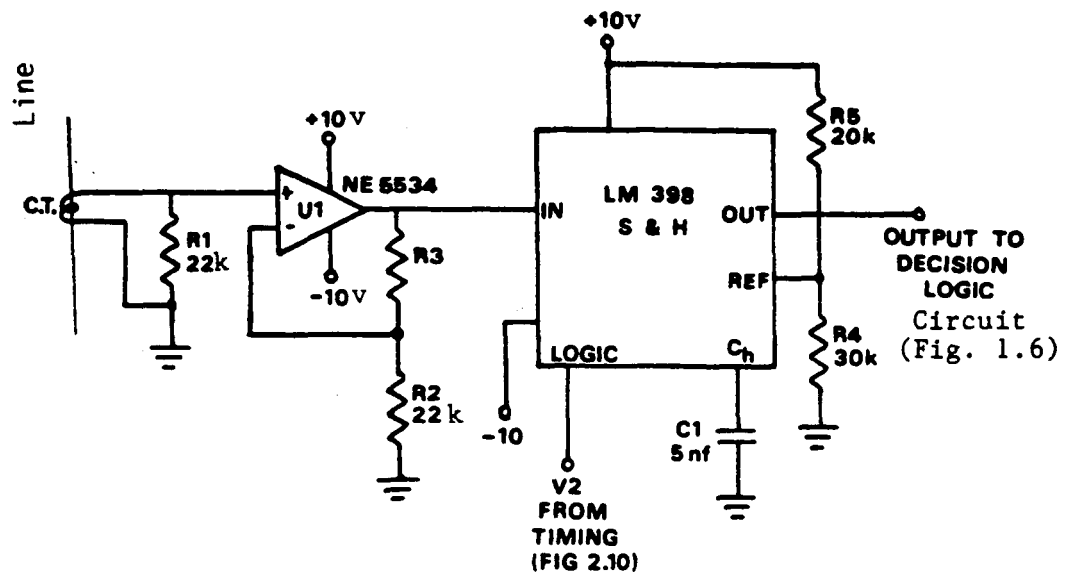 Line
C.T.
R1
22k
+10 V
NE 5534
+
U1
-
-10 V
R3
R2
22 k
+10 V
IN
LM 398
S & H
OUT
REF
LOGIC
Ch
-10
V2
FROM
TIMING
(FIG 2.10)
C1
5 nf
R5
20k
R4
30k
OUTPUT TO
DECISION
LOGIC
Circuit
(Fig. 1.6)